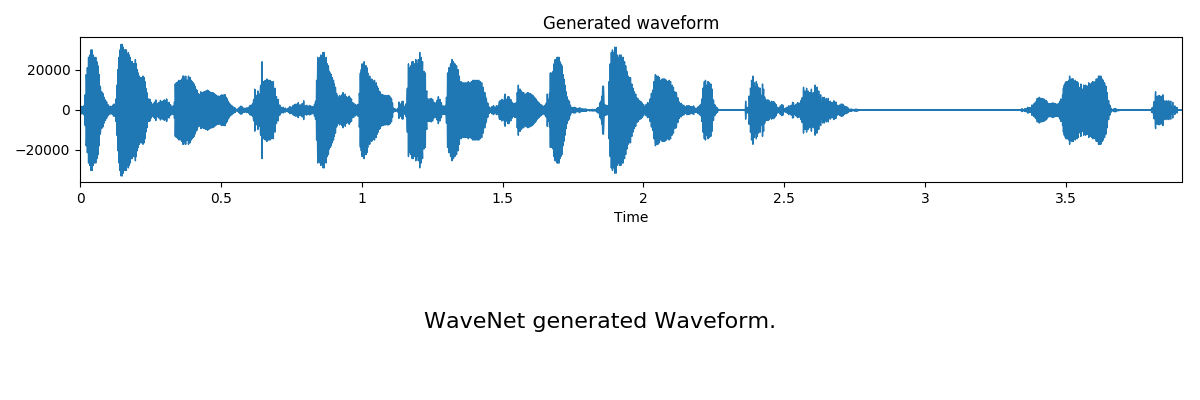 Generated waveform
20000
0
−20000
0 0.5 1 1.5 2 2.5 3 3.5
Time
WaveNet generated Waveform.